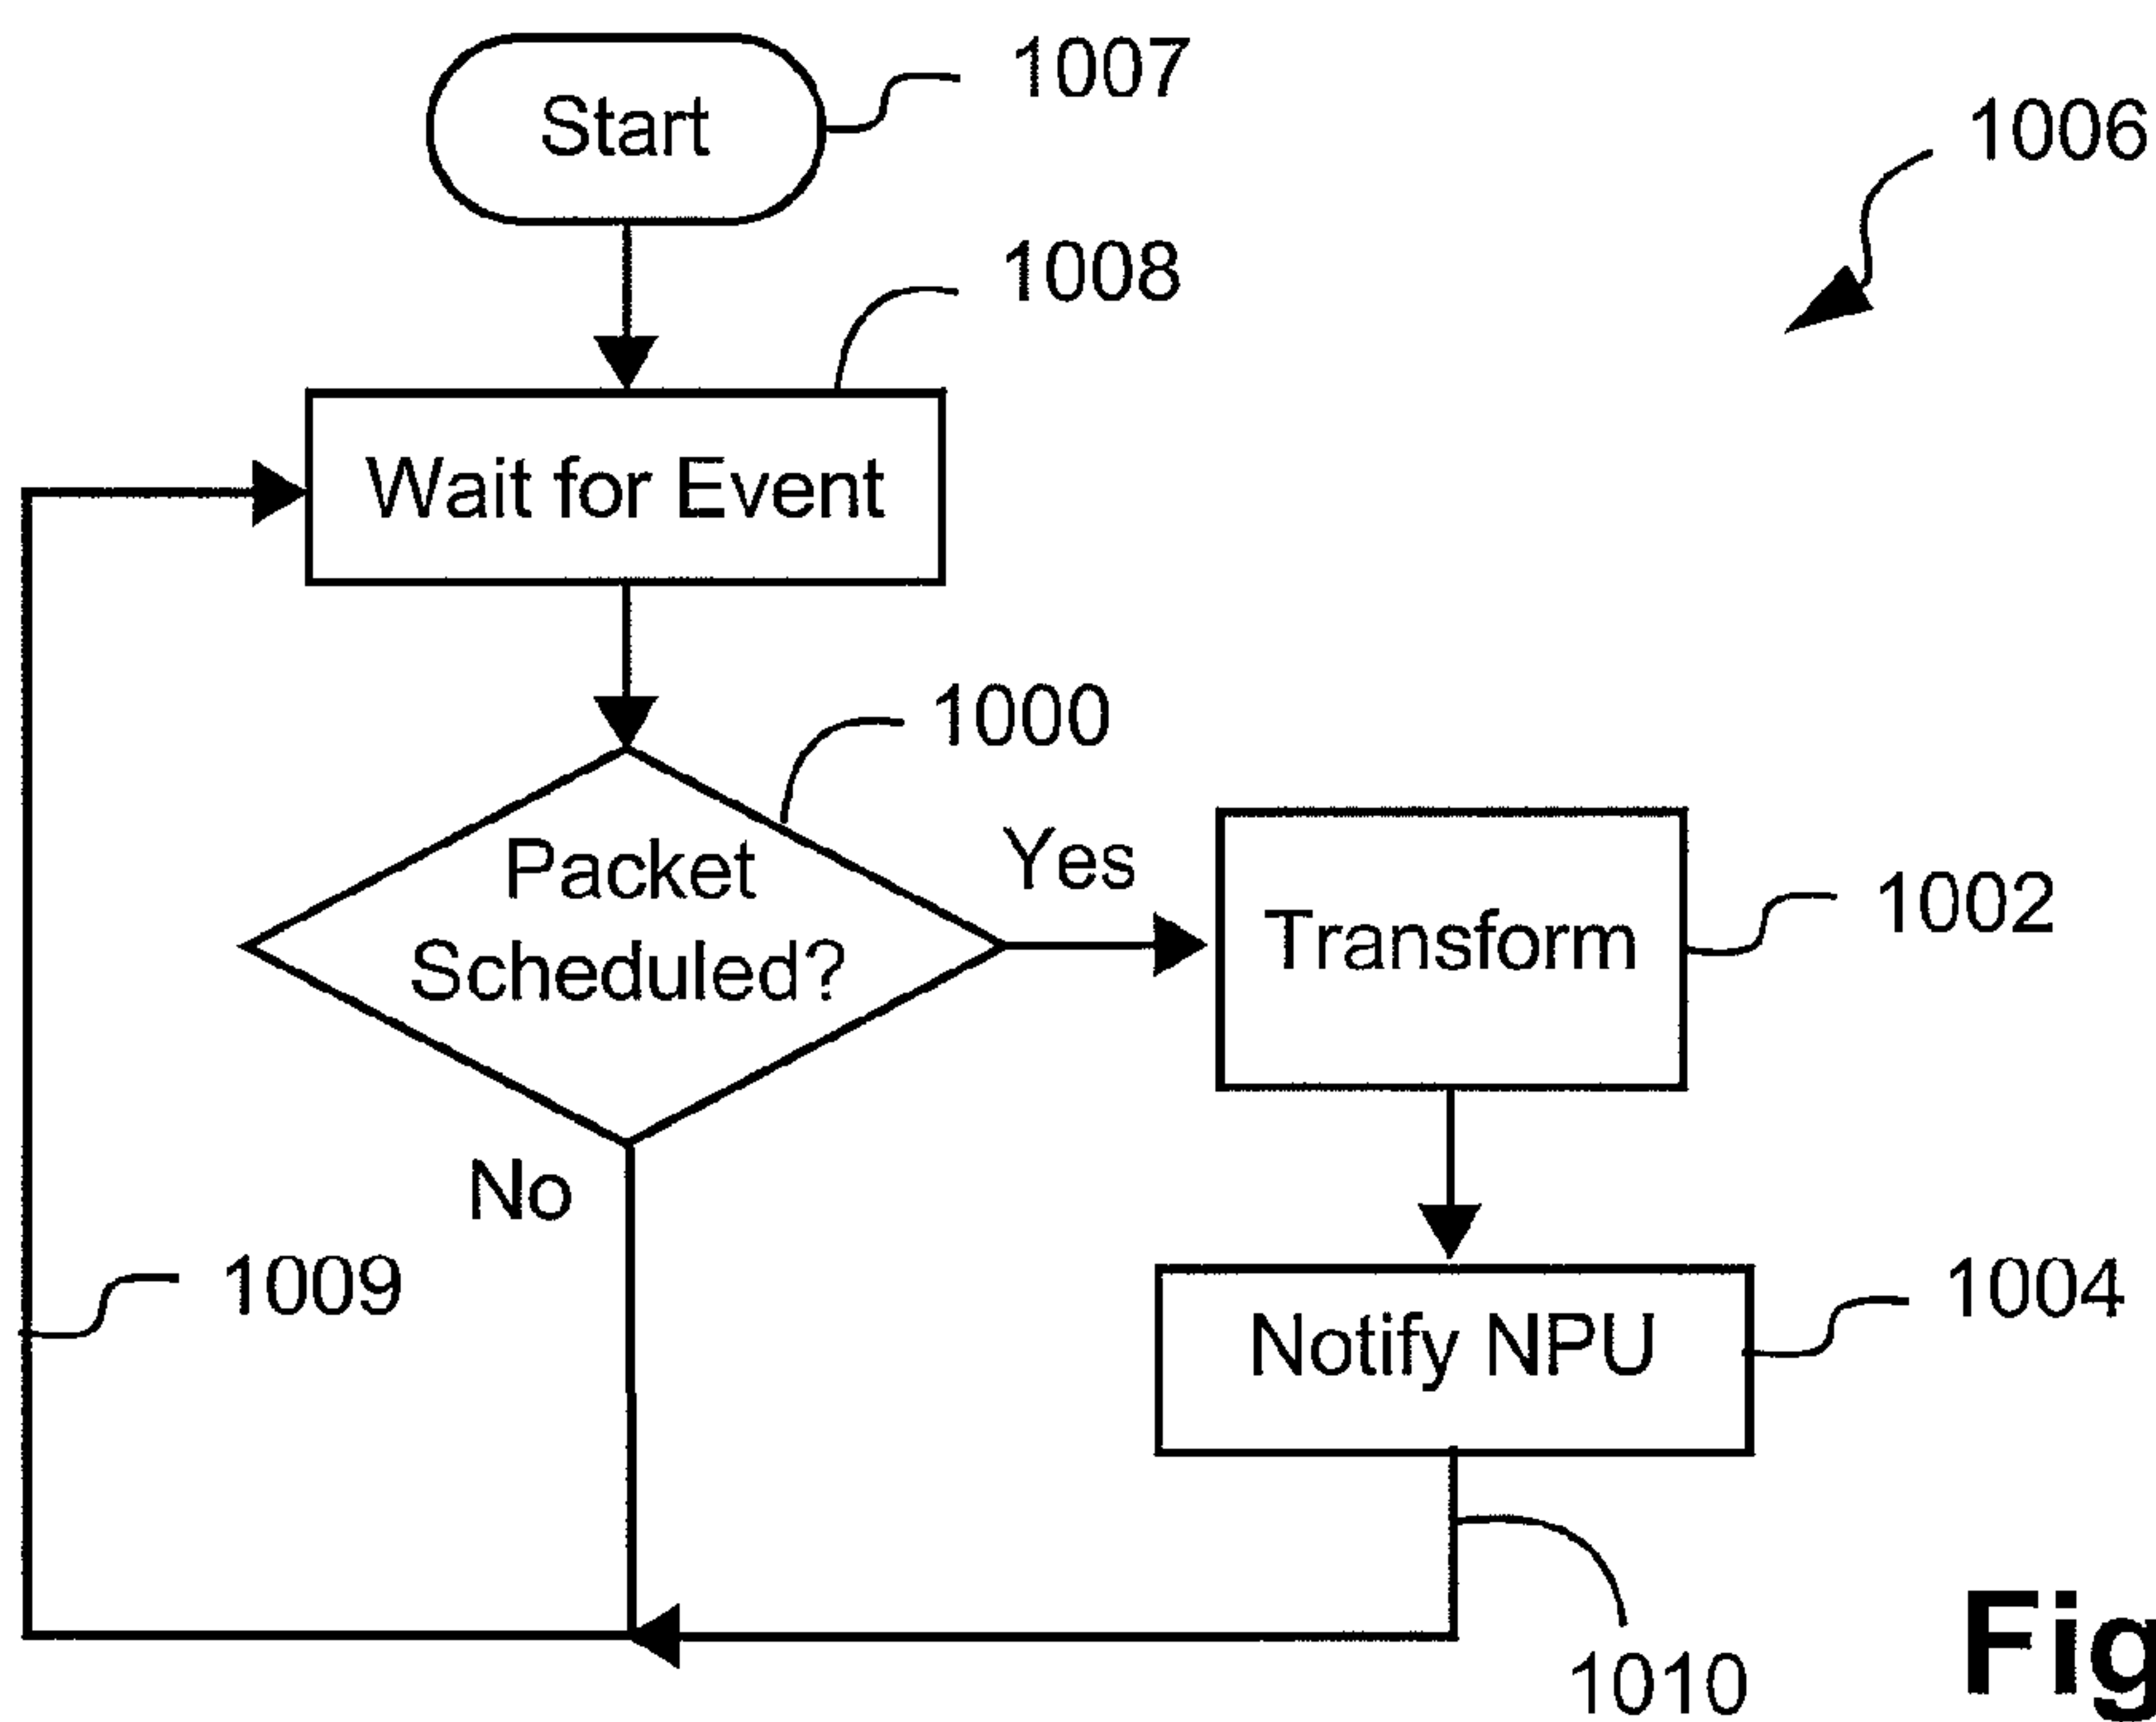 Start
1007
1006
1008
Wait for Event
1000
Packet
Scheduled?
Yes
Transform
1002
No
1009
Notify NPU
1004
1010
Fig